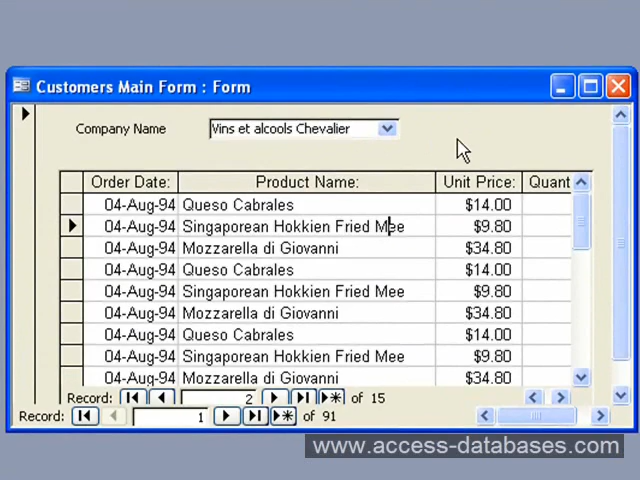 Customers Main Form : Form
Company Name Vins et alcools Chevalier
Order Date: Product Name: Unit Price: Quant
04-Aug-94 Queso Cabrales $14.00
04-Aug-94 Singaporean Hokkien Fried Mee $9.80
04-Aug-94 Mozzarella di Giovanni $34.80
04-Aug-94 Queso Cabrales $14.00
04-Aug-94 Singaporean Hokkien Fried Mee $9.80
04-Aug-94 Mozzarella di Giovanni $34.80
04-Aug-94 Queso Cabrales $14.00
04-Aug-94 Singaporean Hokkien Fried Mee $9.80
04-Aug-94 Mozzarella di Giovanni $34.80
Record: 2 of 15
Record: 1 of 91
www.access-databases.com